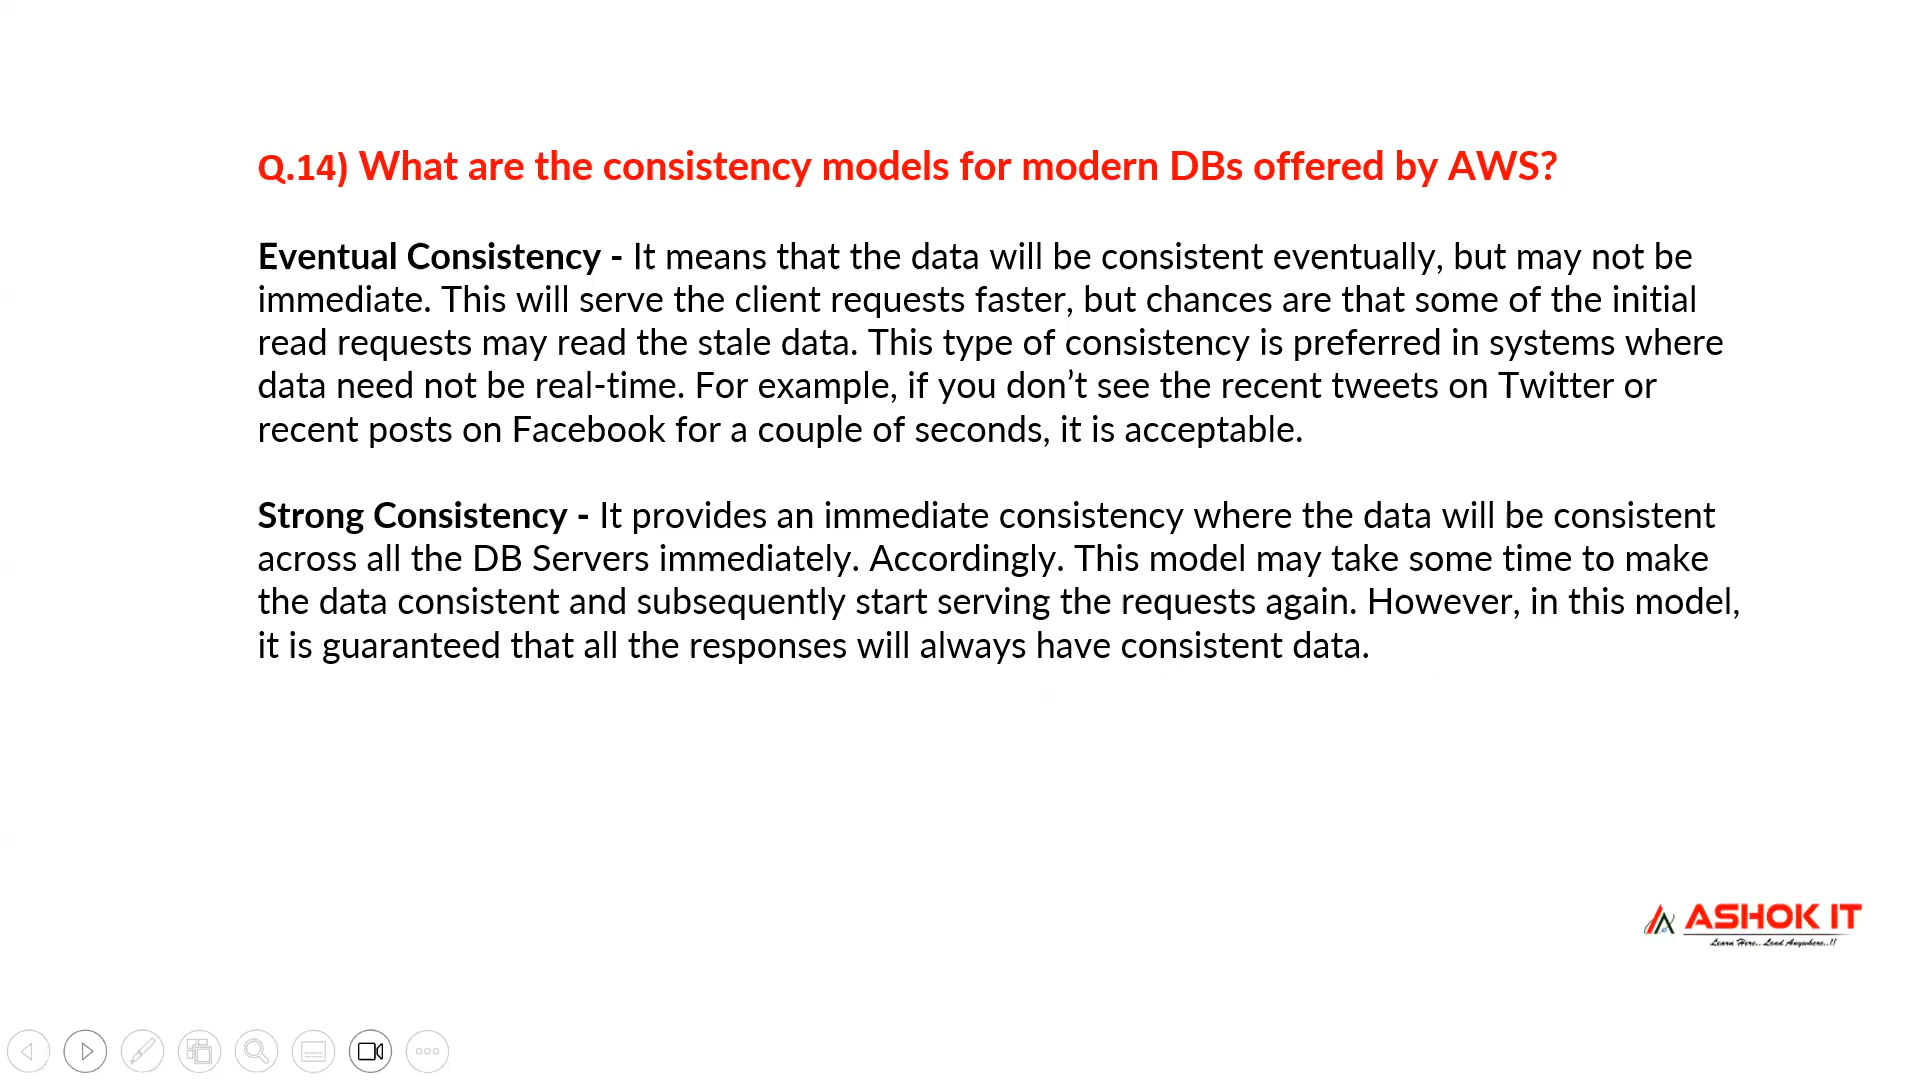 Q.14) What are the consistency models for modern DBs offered by AWS?
Eventual Consistency - It means that the data will be consistent eventually, but may not be
immediate. This will serve the client requests faster, but chances are that some of the initial
read requests may read the stale data. This type of consistency is preferred in systems where
data need not be real-time. For example, if you don’t see the recent tweets on Twitter or
recent posts on Facebook for a couple of seconds, it is acceptable.
Strong Consistency - It provides an immediate consistency where the data will be consistent
across all the DB Servers immediately. Accordingly. This model may take some time to make
the data consistent and subsequently start serving the requests again. However, in this model,
it is guaranteed that all the responses will always have consistent data.
ASHOK IT
Learn Here.. Lead Anywhere..!!